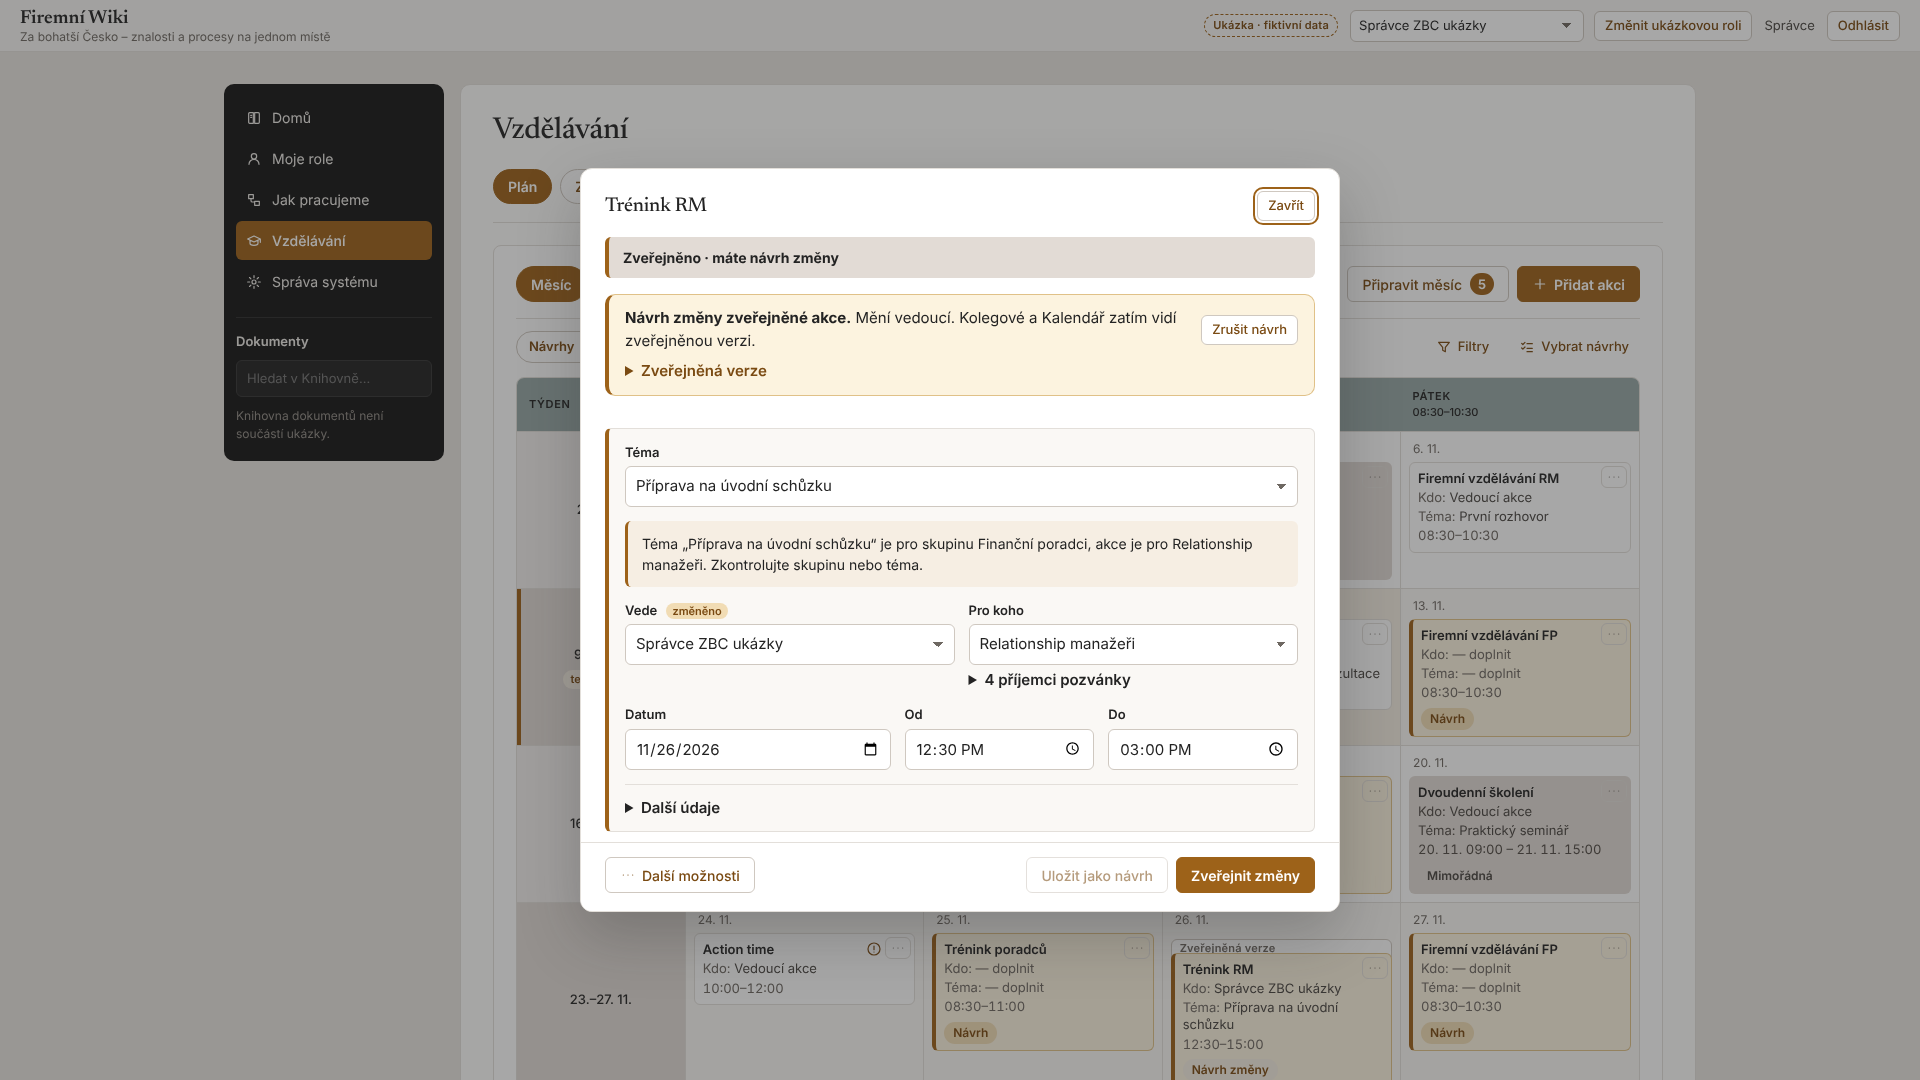 Firemní Wiki
Za bohatší Česko – znalosti a procesy na jednom místě
Ukázka · fiktivní data
Správce ZBC ukázky
Změnit ukázkovou roli
Správce
Odhlásit
Domů
Moje role
Jak pracujeme
Vzdělávání
Správa systému
Dokumenty
Hledat v Knihovně...
Knihovna dokumentů není
součástí ukázky.
Vzdělávání
Plán
Měsíc
Připravit měsíc 5
+ Přidat akci
Návrhy
Filtry
Vybrat návrhy
TÝDEN
PÁTEK
08:30–10:30
Trénink RM
Zavřít
Zveřejněno · máte návrh změny
Návrh změny zveřejněné akce. Mění vedoucí. Kolegové a Kalendář zatím vidí
zveřejněnou verzi.
Zrušit návrh
Zveřejněná verze
Téma
Příprava na úvodní schůzku
Téma „Příprava na úvodní schůzku“ je pro skupinu Finanční poradci, akce je pro Relationship
manažeři. Zkontrolujte skupinu nebo téma.
Vede změněno
Správce ZBC ukázky
Pro koho
Relationship manažeři
4 příjemci pozvánky
Datum
11/26/2026
Od
12:30 PM
Do
03:00 PM
Další údaje
··· Další možnosti
Uložit jako návrh
Zveřejnit změny
6. 11.
Firemní vzdělávání RM
Kdo: Vedoucí akce
Téma: První rozhovor
08:30–10:30
13. 11.
Firemní vzdělávání FP
Kdo: — doplnit
Téma: — doplnit
08:30–10:30
Návrh
20. 11.
Dvoudenní školení
Kdo: Vedoucí akce
Téma: Praktický seminář
20. 11. 09:00 – 21. 11. 15:00
Mimořádná
23.–27. 11.
24. 11.
Action time
Kdo: Vedoucí akce
10:00–12:00
25. 11.
Trénink poradců
Kdo: — doplnit
Téma: — doplnit
08:30–11:00
Návrh
26. 11.
Zveřejněná verze
Trénink RM
Kdo: Správce ZBC ukázky
Téma: Příprava na úvodní
schůzku
12:30–15:00
Návrh změny
27. 11.
Firemní vzdělávání FP
Kdo: — doplnit
Téma: — doplnit
08:30–10:30
Návrh